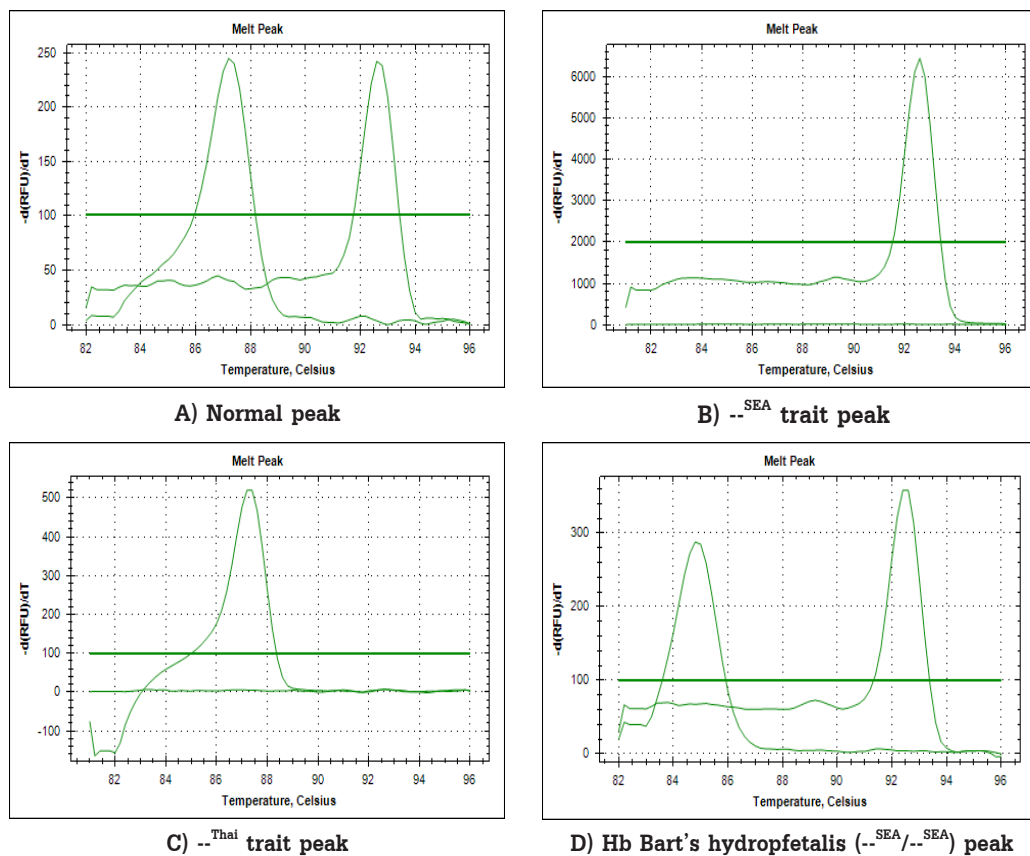 Melt Peak
-d(RFU)/dT
250
200
150
100
50
0
82 84 86 88 90 92 94 96
Temperature, Celsius
A) Normal peak
Melt Peak
-d(RFU)/dT
6000
5000
4000
3000
2000
1000
0
82 84 86 88 90 92 94 96
Temperature, Celsius
B) --SEA trait peak
Melt Peak
-d(RFU)/dT
500
400
300
200
100
0
-100
82 84 86 88 90 92 94 96
Temperature, Celsius
C) --Thai trait peak
Melt Peak
-d(RFU)/dT
300
200
100
0
82 84 86 88 90 92 94 96
Temperature, Celsius
D) Hb Bart's hydropfetalis (--SEA/--SEA) peak